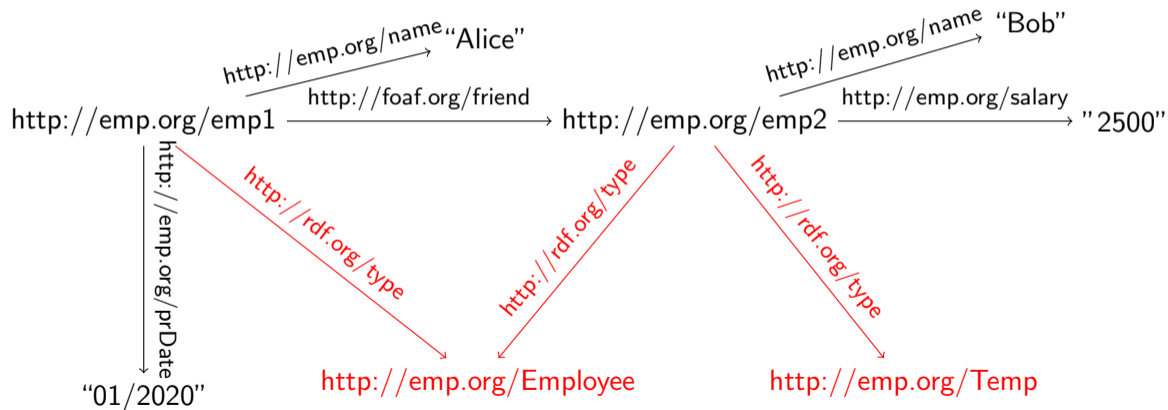 http://emp.org/name
“Alice”
http://emp.org/name
“Bob”
http://foaf.org/friend
http://emp.org/salary
http://emp.org/emp1
http://emp.org/emp2
”2500”
http://emp.org/prDate
http://rdf.org/type
http://rdf.org/type
http://rdf.org/type
“01/2020”
http://emp.org/Employee
http://emp.org/Temp